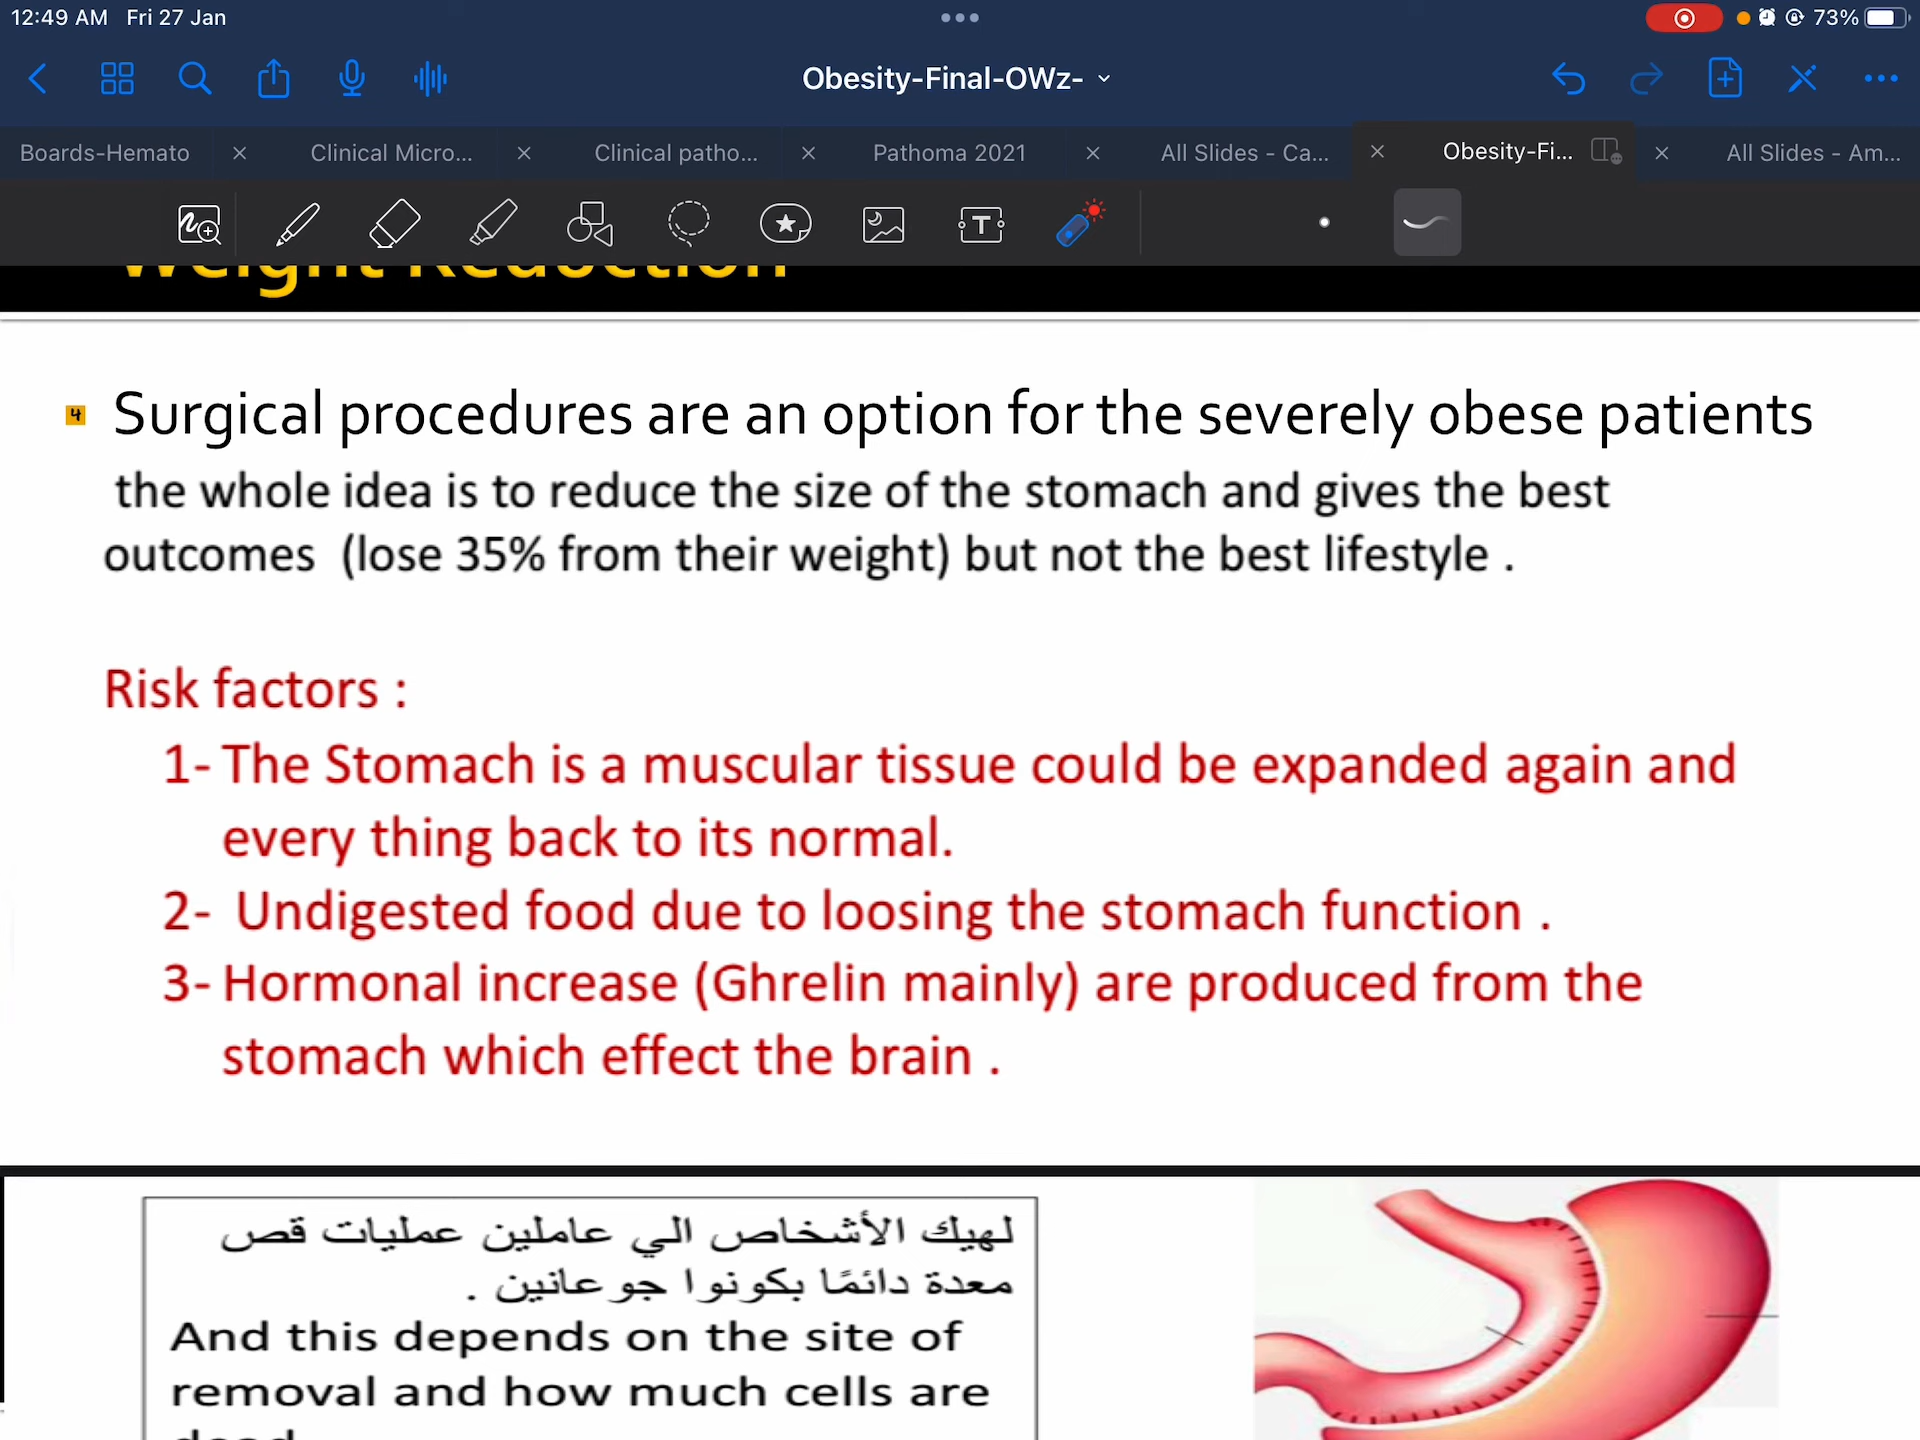 12:49 AM Fri 27 Jan
73%
Obesity-Final-OWz-
Boards-Hemato
Clinical Micro...
Clinical patho...
Pathoma 2021
All Slides - Ca...
Obesity-Fi...
All Slides - Am...
Weight Reduction
4 Surgical procedures are an option for the severely obese patients
the whole idea is to reduce the size of the stomach and gives the best
outcomes (lose 35% from their weight) but not the best lifestyle .
Risk factors :
1- The Stomach is a muscular tissue could be expanded again and
every thing back to its normal.
2- Undigested food due to loosing the stomach function .
3- Hormonal increase (Ghrelin mainly) are produced from the
stomach which effect the brain .
لهيك الأشخاص الي عاملين عمليات قص
معدة دائمًا بكونوا جوعانين .
And this depends on the site of
removal and how much cells are